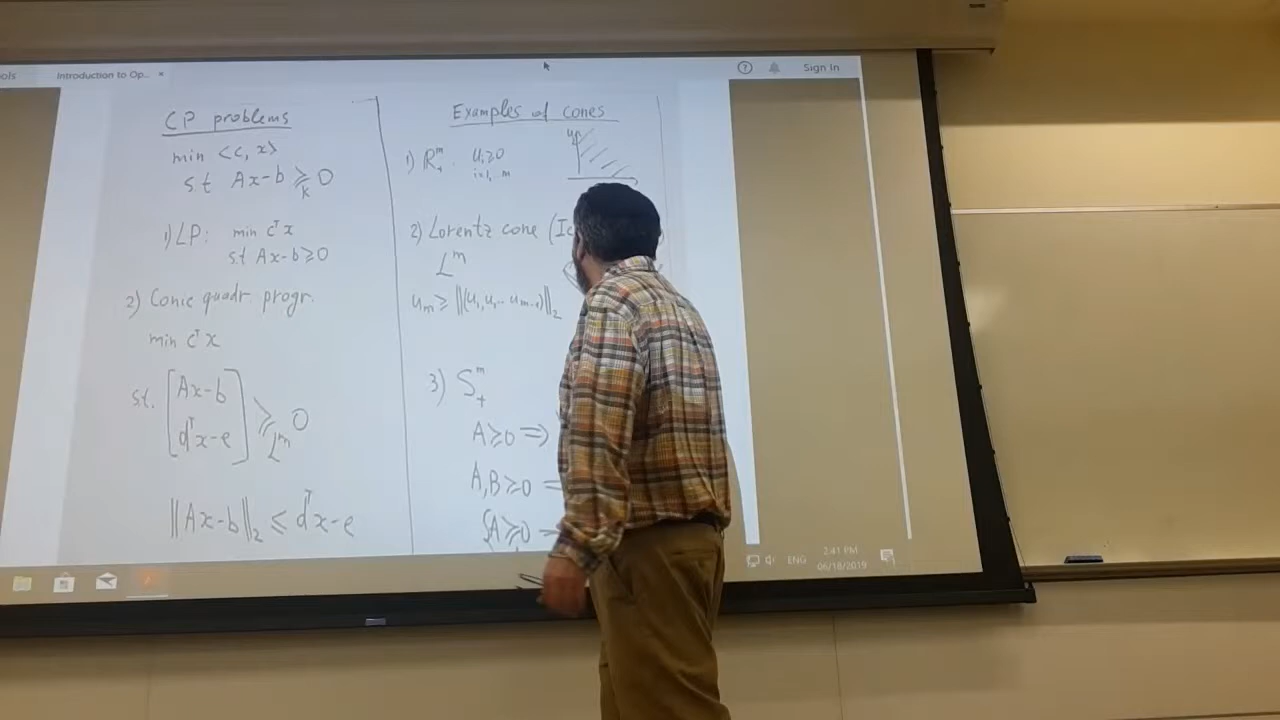 ols
Introduction to Op... ×
? Sign In
CP problems
min <c, x>
s.t Ax-b ≥_K 0
1) LP: min cᵀx
s.t Ax-b ≥ 0
2) Conic quadr. progr.
min cᵀx
s.t. [Ax-b
dᵀx-e] ≥_{Lᵐ} 0
‖Ax-b‖₂ ≤ dᵀx-e
Examples of cones
1) R₊ᵐ. uᵢ≥0
i=1, m
2) Lorentz cone
Lᵐ
uₘ ≥ ‖(u₁, u₂.. uₘ₋₁)‖₂
3) S₊ᵐ
A≥0 ⇒
A,B≥0
ENG
2:41 PM
06/18/2019